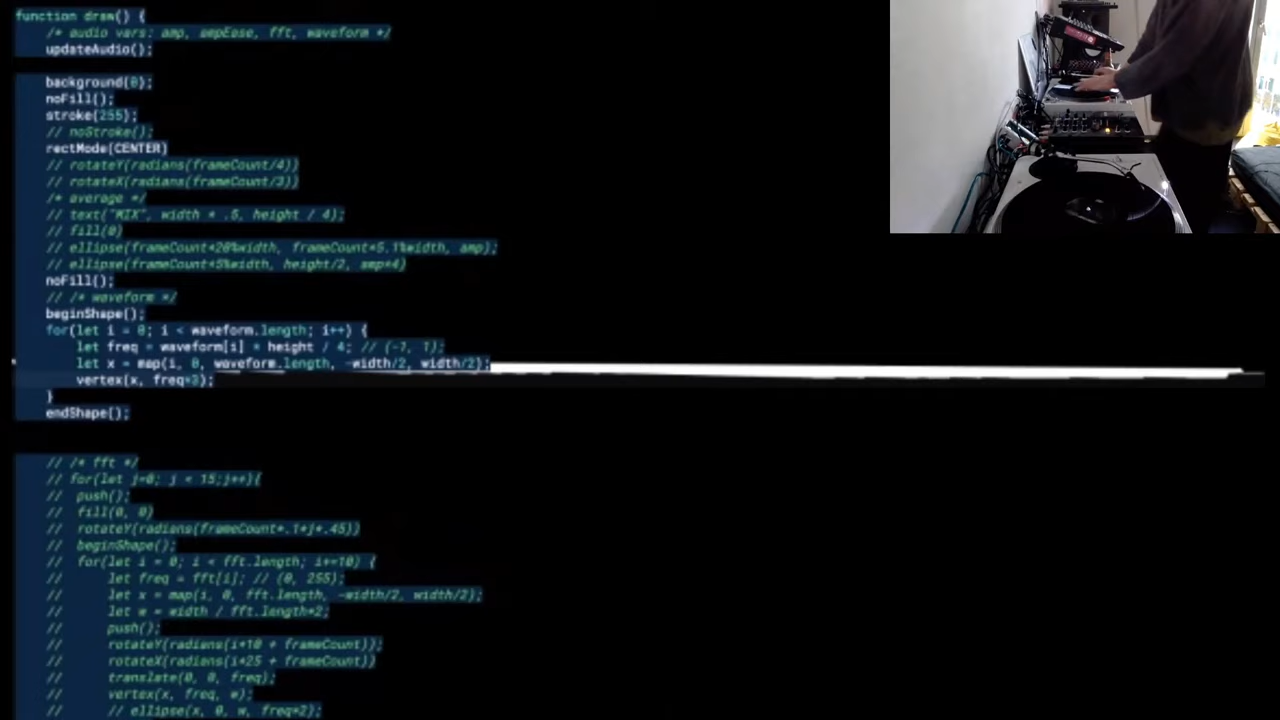 function draw() {
/* audio vars: amp, ampEase, fft, waveform */
updateAudio();
background(0);
noFill();
stroke(255);
// noStroke();
rectMode(CENTER)
// rotateY(radians(frameCount/4))
// rotateX(radians(frameCount/3))
/* average */
// text("MIX", width * .5, height / 4);
// fill(0)
// ellipse(frameCount*20%width, frameCount*5.1%width, amp);
// ellipse(frameCount*5%width, height/2, amp*4)
noFill();
// /* waveform */
beginShape();
for(let i = 0; i < waveform.length; i++) {
let freq = waveform[i] * height / 4; // (-1, 1);
let x = map(i, 0, waveform.length, -width/2, width/2);
vertex(x, freq*3);
}
endShape();
// /* fft */
// for(let j=0; j < 15;j++){
// push();
// fill(0, 0)
// rotateY(radians(frameCount*.1*j*.45))
// beginShape();
// for(let i = 0; i < fft.length; i+=10) {
// let freq = fft[i]; // (0, 255);
// let x = map(i, 0, fft.length, -width/2, width/2);
// let w = width / fft.length*2;
// push();
// rotateY(radians(i*10 + frameCount));
// rotateX(radians(i*25 + frameCount))
// translate(0, 0, freq);
// vertex(x, freq, w);
// // ellipse(x, 0, w, freq*2);